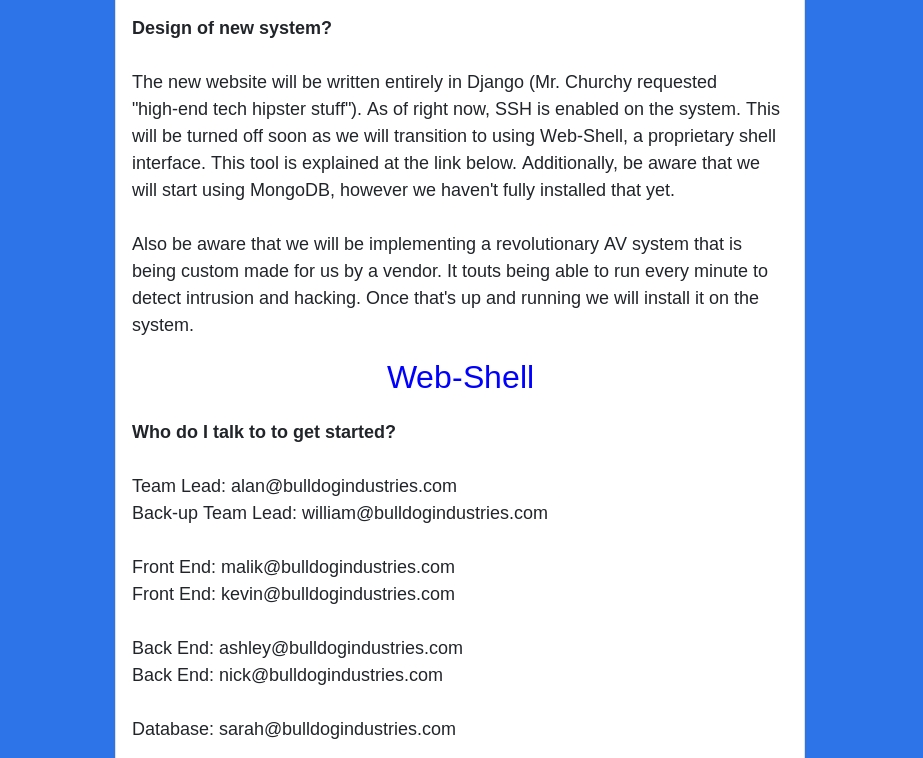 Design of new system?
The new website will be written entirely in Django (Mr. Churchy requested
"high-end tech hipster stuff"). As of right now, SSH is enabled on the system. This
will be turned off soon as we will transition to using Web-Shell, a proprietary shell
interface. This tool is explained at the link below. Additionally, be aware that we
will start using MongoDB, however we haven't fully installed that yet.
Also be aware that we will be implementing a revolutionary AV system that is
being custom made for us by a vendor. It touts being able to run every minute to
detect intrusion and hacking. Once that's up and running we will install it on the
system.
Web-Shell
Who do I talk to to get started?
Team Lead: alan@bulldogindustries.com
Back-up Team Lead: william@bulldogindustries.com
Front End: malik@bulldogindustries.com
Front End: kevin@bulldogindustries.com
Back End: ashley@bulldogindustries.com
Back End: nick@bulldogindustries.com
Database: sarah@bulldogindustries.com